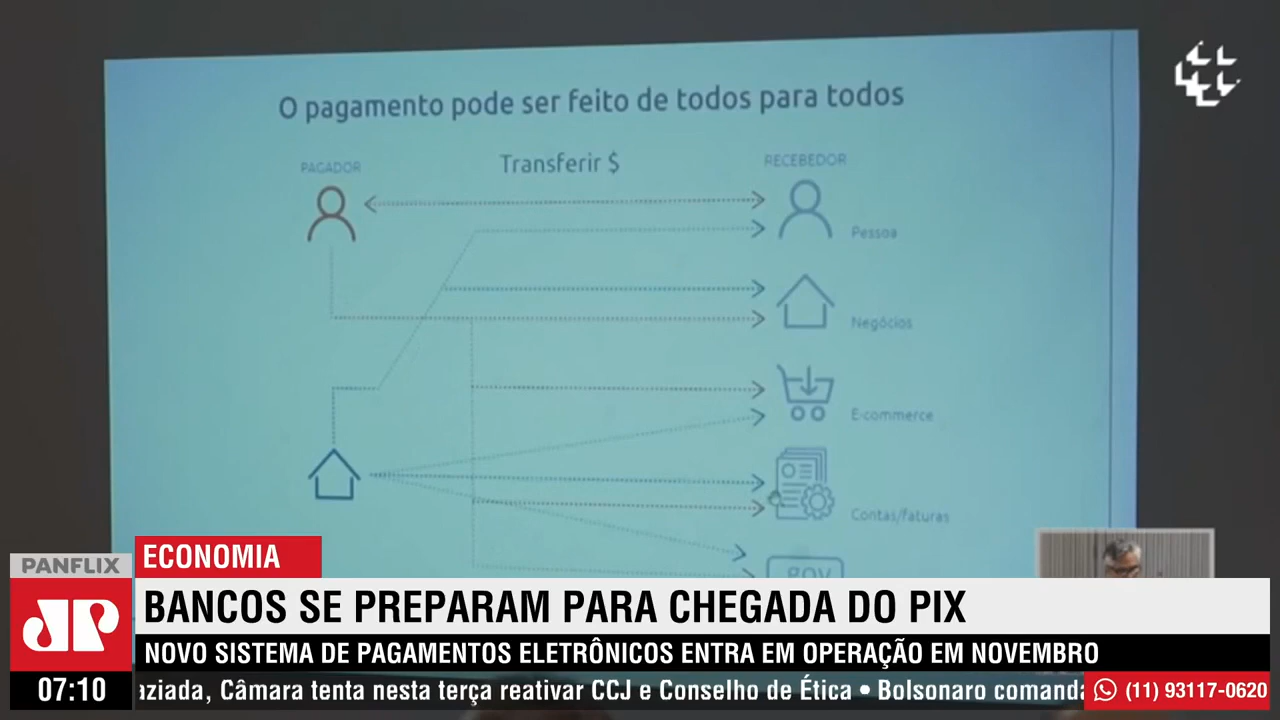 O pagamento pode ser feito de todos para todos
PAGADOR
Transferir $
RECEBEDOR
Pessoa
Negócios
E-commerce
Contas/faturas
gov
PANFLIX
ECONOMIA
JP
BANCOS SE PREPARAM PARA CHEGADA DO PIX
NOVO SISTEMA DE PAGAMENTOS ELETRÔNICOS ENTRA EM OPERAÇÃO EM NOVEMBRO
07:10
aziada, Câmara tenta nesta terça reativar CCJ e Conselho de Ética • Bolsonaro comanda
(11) 93117-0620